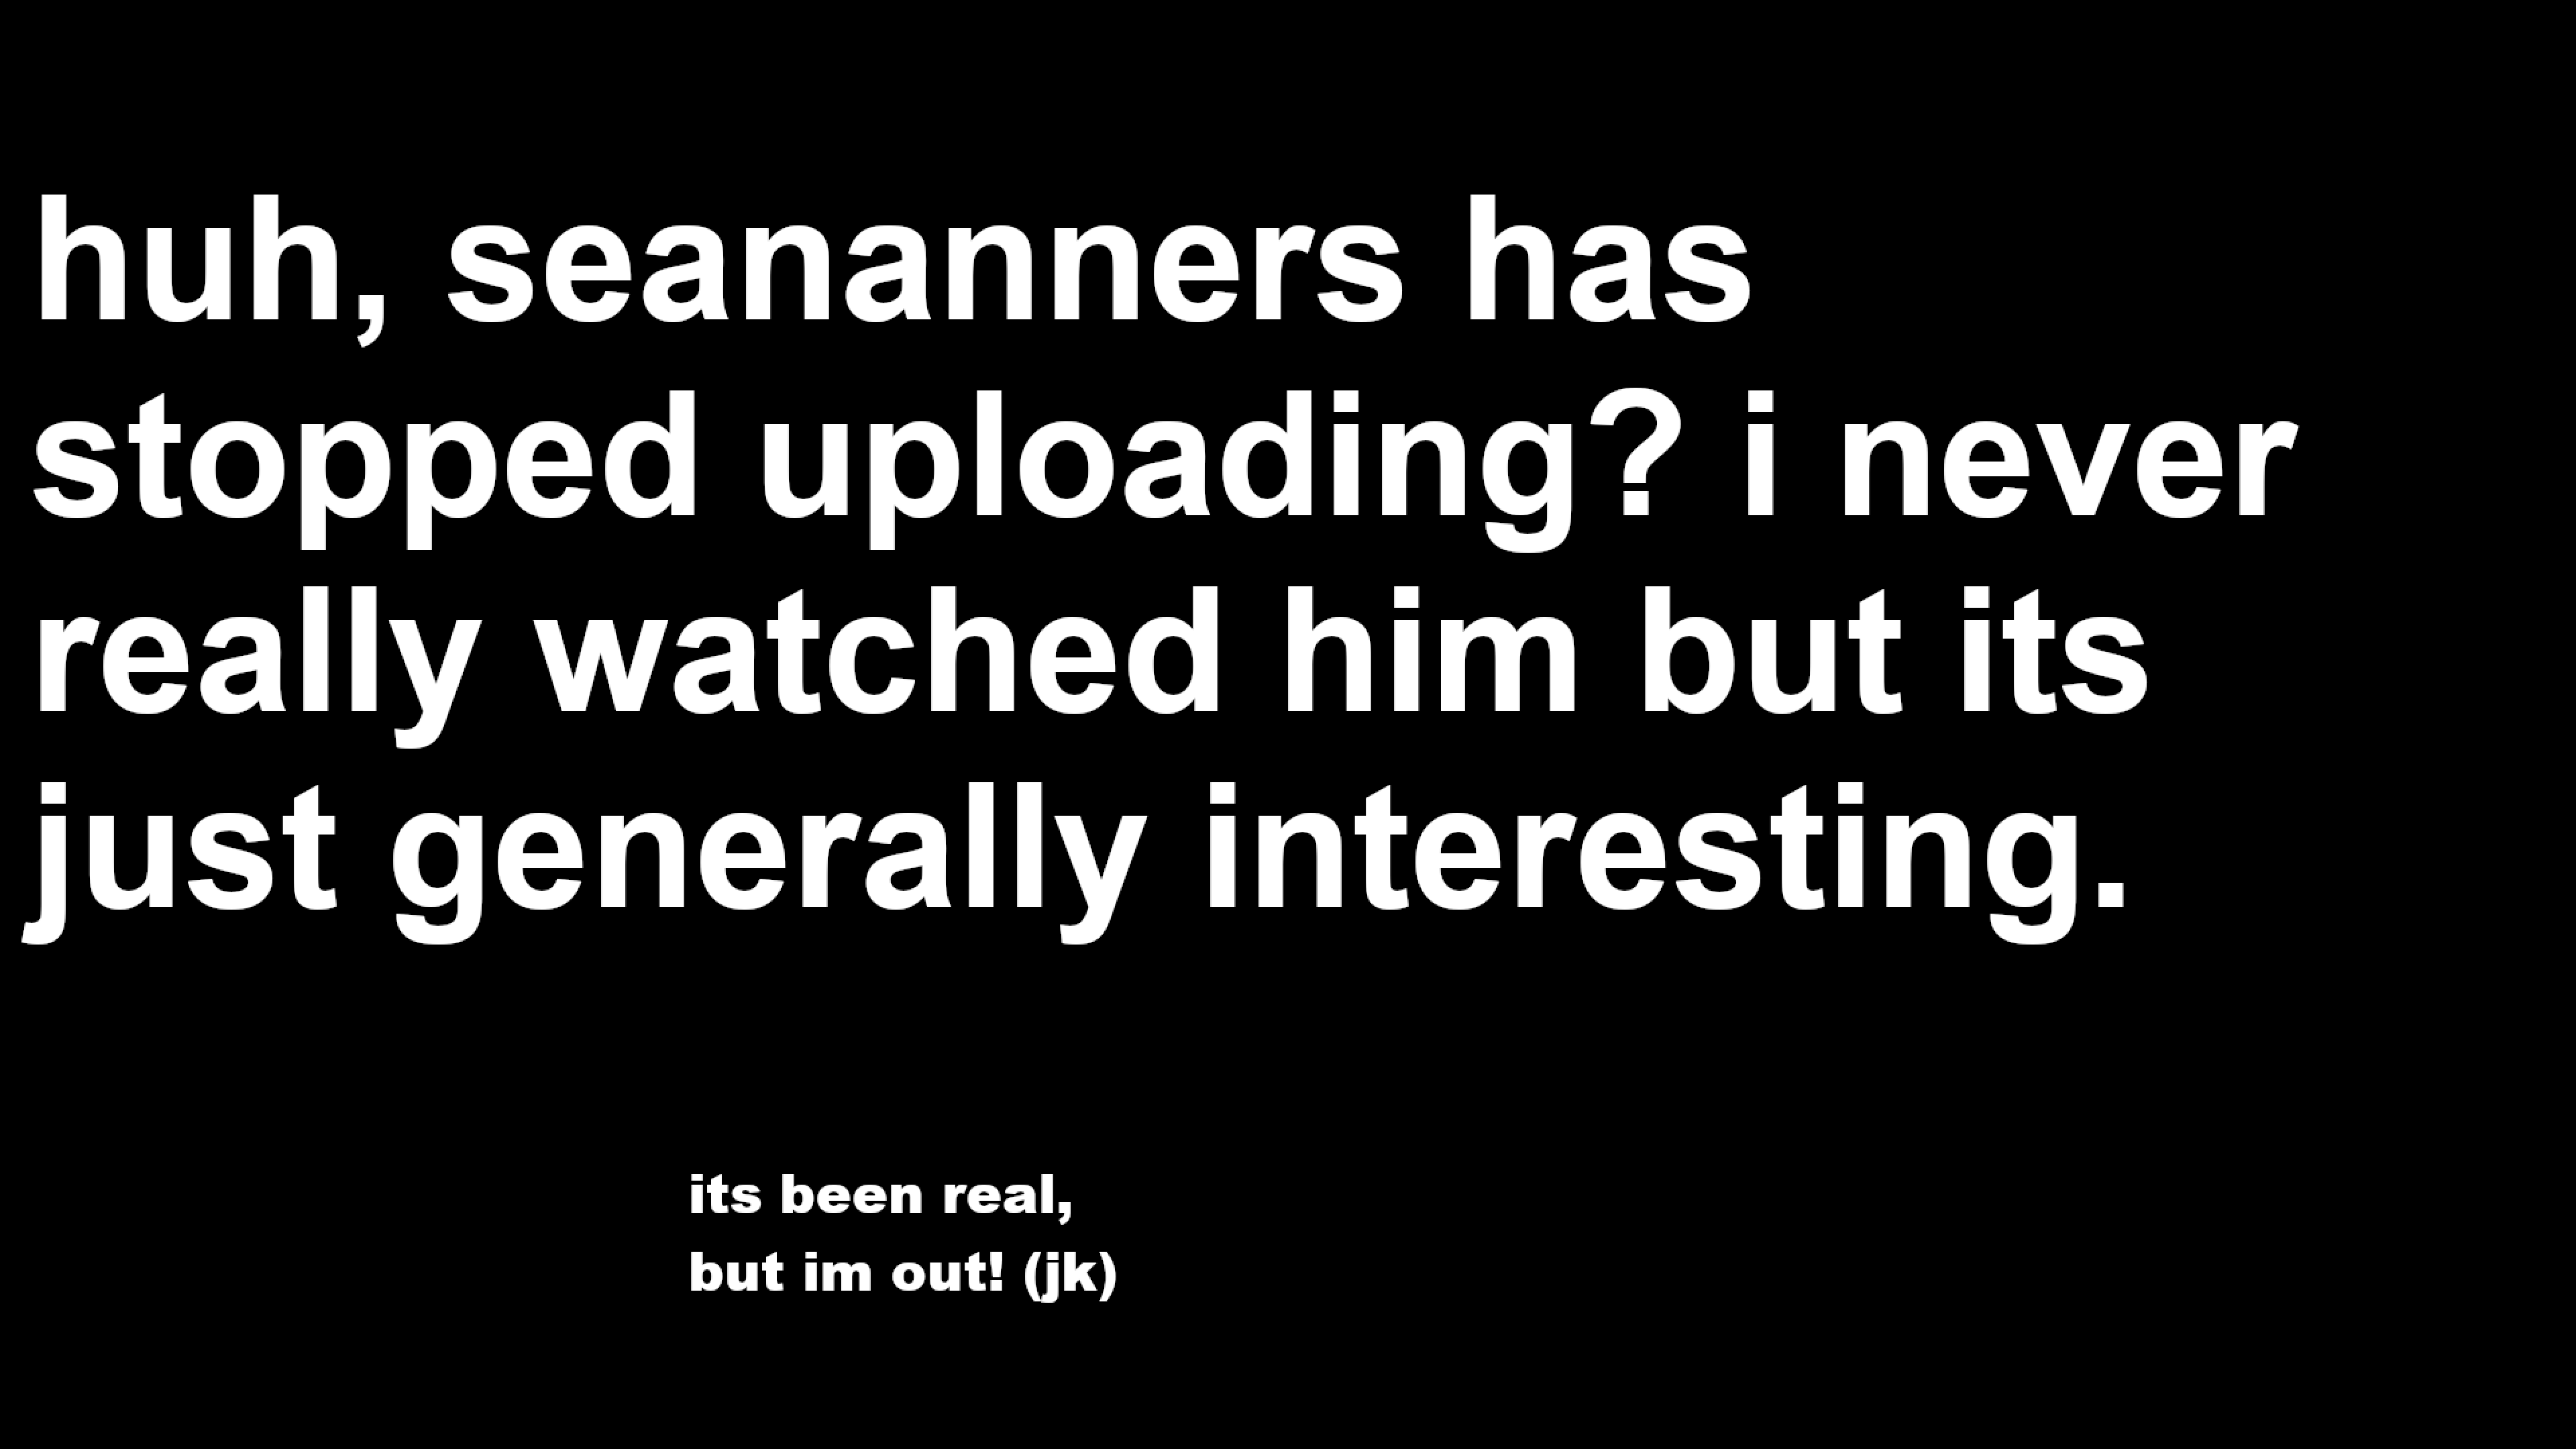 huh, seananners has
stopped uploading? i never
really watched him but its
just generally interesting.
its been real,
but im out! (jk)